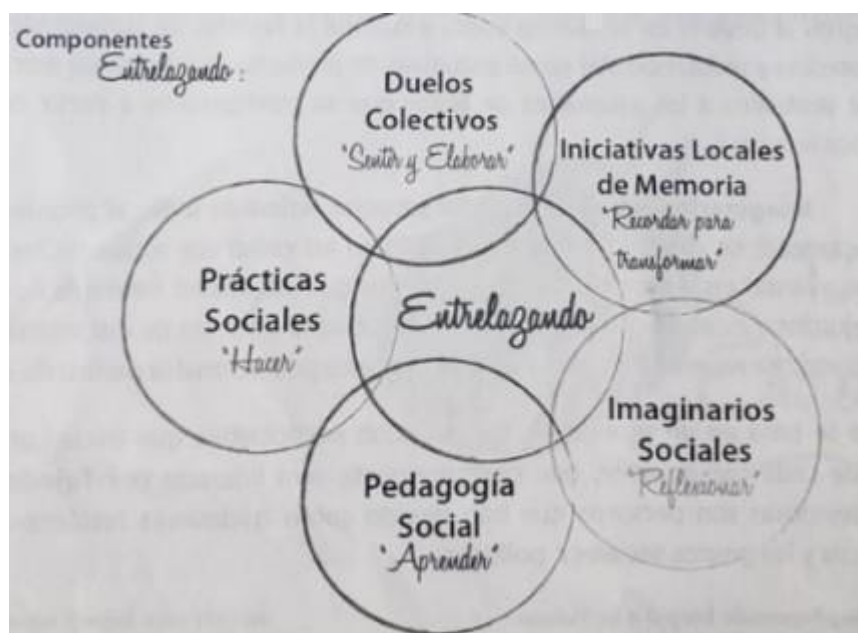 Componentes
Entrelazando:
Duelos
Colectivos
"Sentir y Elaborar"
Iniciativas Locales
de Memoria
"Recordar para
transformar"
Prácticas
Sociales
"Hacer"
Entrelazando
Imaginarios
Sociales
"Reflexionar"
Pedagogía
Social
"Aprender"